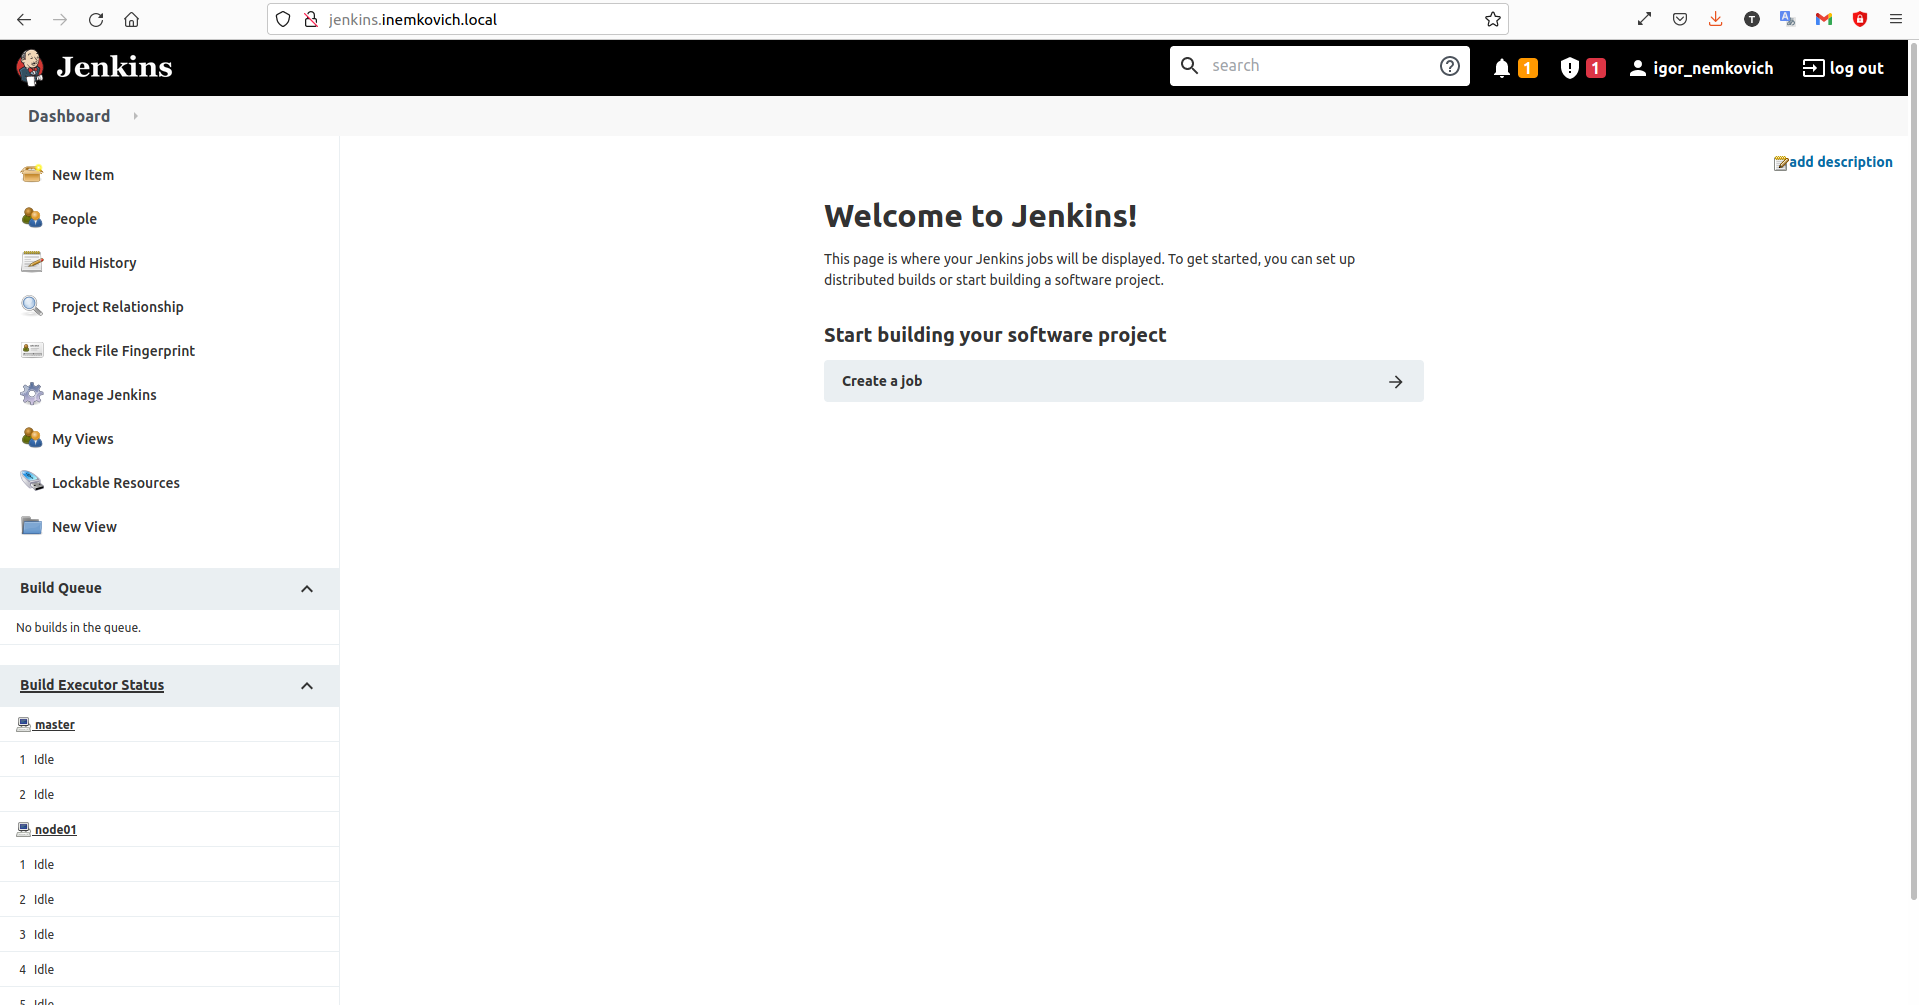 jenkins.inemkovich.local
Jenkins
search
1
1
igor_nemkovich
log out
Dashboard
add description
New Item
People
Build History
Project Relationship
Check File Fingerprint
Manage Jenkins
My Views
Lockable Resources
New View
Welcome to Jenkins!
This page is where your Jenkins jobs will be displayed. To get started, you can set up
distributed builds or start building a software project.
Start building your software project
Create a job
Build Queue
No builds in the queue.
Build Executor Status
master
1 Idle
2 Idle
node01
1 Idle
2 Idle
3 Idle
4 Idle
5 Idle